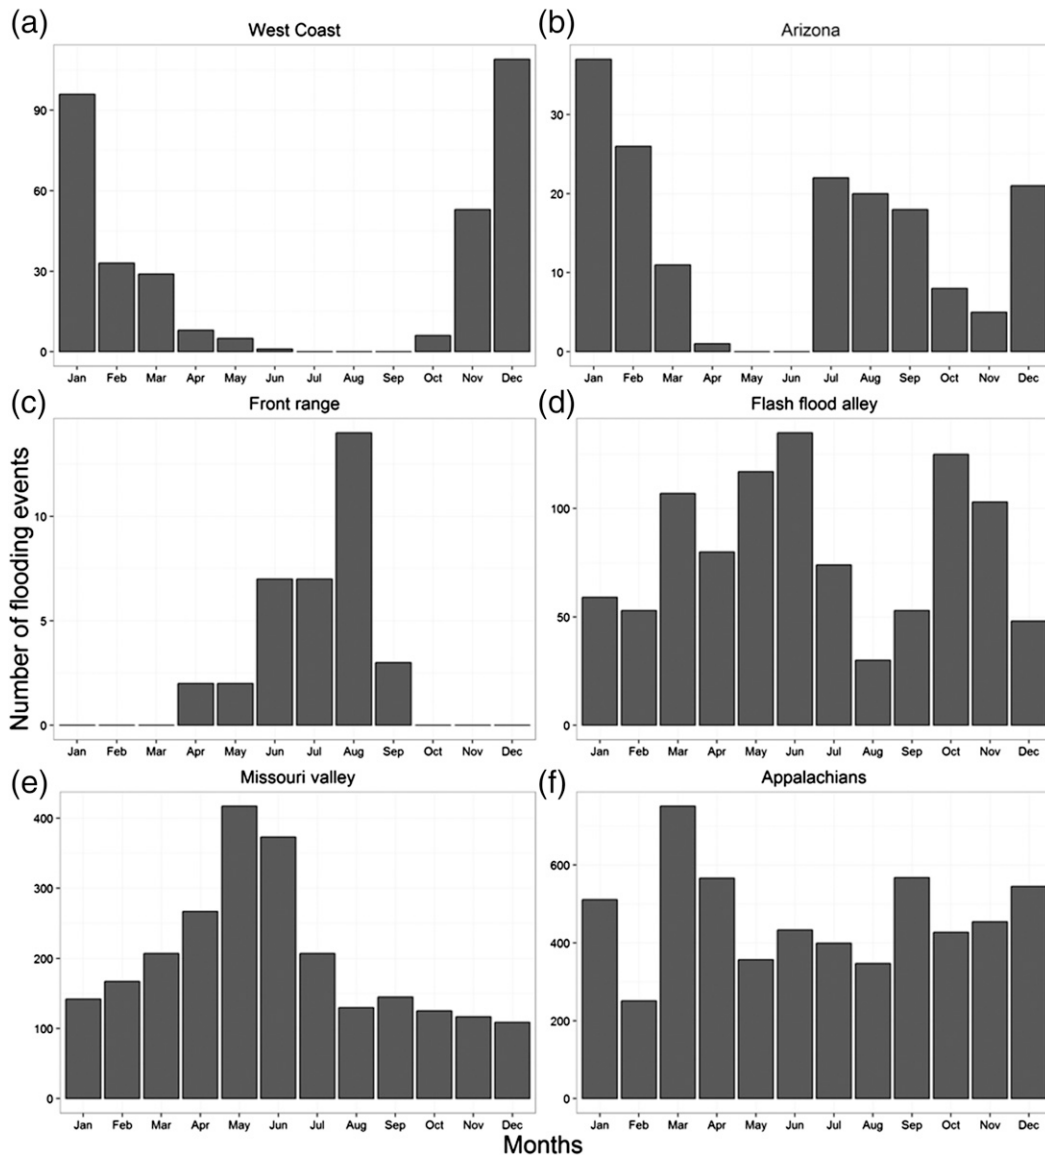 (a) West Coast
90
60
30
0
Jan Feb Mar Apr May Jun Jul Aug Sep Oct Nov Dec
(b) Arizona
30
20
10
0
Jan Feb Mar Apr May Jun Jul Aug Sep Oct Nov Dec
(c) Front range
10
5
0
Jan Feb Mar Apr May Jun Jul Aug Sep Oct Nov Dec
(d) Flash flood alley
100
50
0
Jan Feb Mar Apr May Jun Jul Aug Sep Oct Nov Dec
(e) Missouri valley
400
300
200
100
0
Jan Feb Mar Apr May Jun Jul Aug Sep Oct Nov Dec
(f) Appalachians
600
400
200
0
Jan Feb Mar Apr May Jun Jul Aug Sep Oct Nov Dec
Number of flooding events
Months